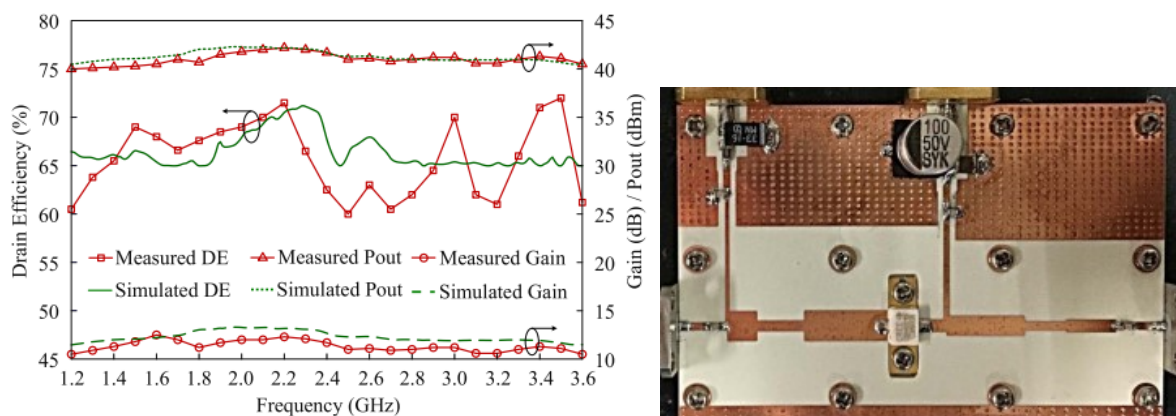 80
75
70
65
60
55
50
45
45
40
35
30
25
20
15
10
Drain Efficiency (%)
Gain (dB) / Pout (dBm)
Measured DE
Measured Pout
Measured Gain
Simulated DE
Simulated Pout
Simulated Gain
1.2 1.4 1.6 1.8 2.0 2.2 2.4 2.6 2.8 3.0 3.2 3.4 3.6
Frequency (GHz)
100
50V
SYK